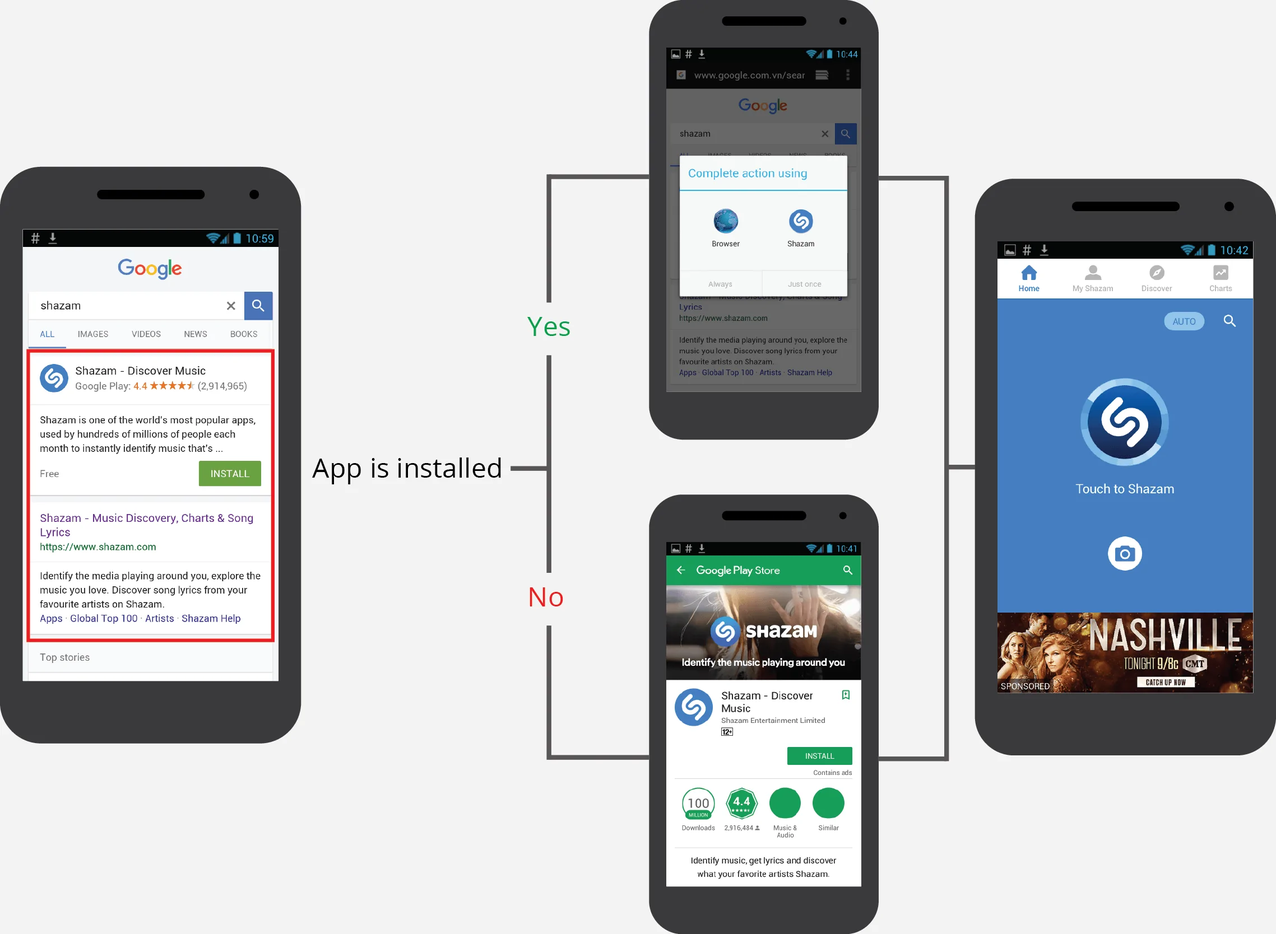 10:59
Google
shazam
ALL IMAGES VIDEOS NEWS BOOKS
Shazam - Discover Music
Google Play: 4.4 (2,914,965)
Shazam is one of the world's most popular apps,
used by hundreds of millions of people each
month to instantly identify music that's ...
Free INSTALL
Shazam - Music Discovery, Charts & Song
Lyrics
https://www.shazam.com
Identify the media playing around you, explore the
music you love. Discover song lyrics from your
favourite artists on Shazam.
Apps · Global Top 100 · Artists · Shazam Help
Top stories
App is installed
Yes
No
10:44
www.google.com.vn/sear
Google
shazam
Complete action using
Browser Shazam
Always Just once
Lyrics
https://www.shazam.com
Identify the media playing around you, explore the
music you love. Discover song lyrics from your
favourite artists on Shazam.
Apps · Global Top 100 · Artists · Shazam Help
10:41
Google Play Store
SHAZAM
Identify the music playing around you
Shazam - Discover
Music
Shazam Entertainment Limited
12+
INSTALL
Contains ads
100 4.4
MILLION
Downloads 2,916,484 Music & Similar
Audio
Identify music, get lyrics and discover
what your favorite artists Shazam.
10:42
Home My Shazam Discover Charts
AUTO
Touch to Shazam
NASHVILLE
TONIGHT 9/8c CMT
CATCH UP NOW
SPONSORED